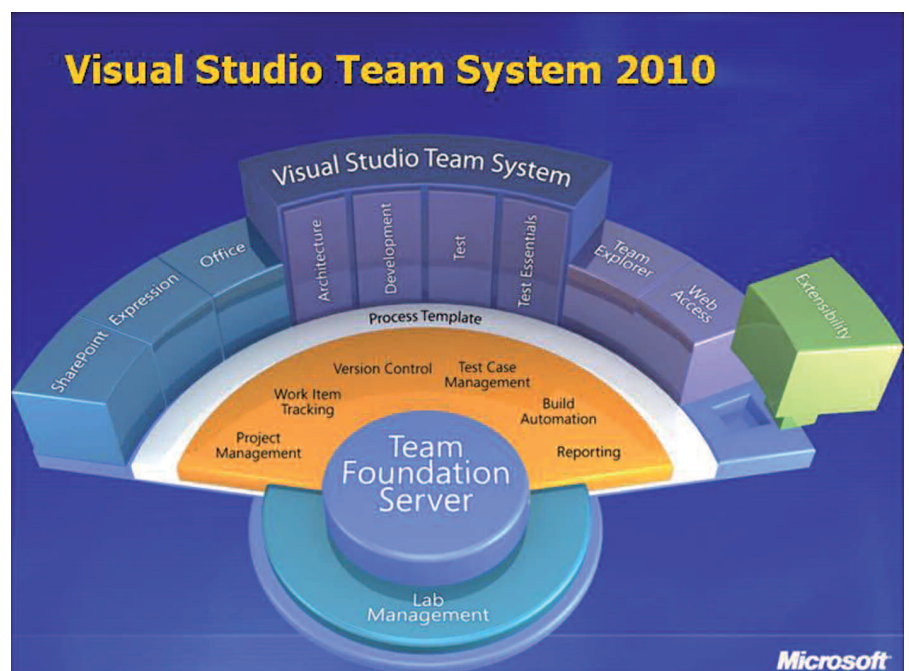 Visual Studio Team System 2010
Visual Studio Team System
SharePoint
Expression
Office
Architecture
Development
Test
Test Essentials
Team
Explorer
Web
Access
Extensibility
Process Template
Project
Management
Work Item
Tracking
Version Control
Test Case
Management
Build
Automation
Reporting
Team
Foundation
Server
Lab
Management
Microsoft